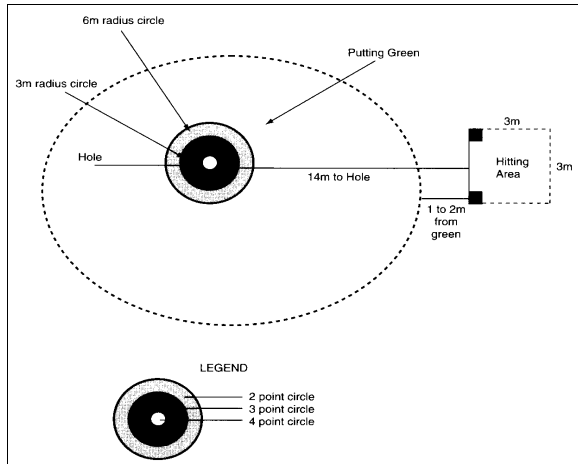 6m radius circle
Putting Green
3m radius circle
Hole
14m to Hole
3m
Hitting
Area
3m
1 to 2m
from
green
LEGEND
2 point circle
3 point circle
4 point circle